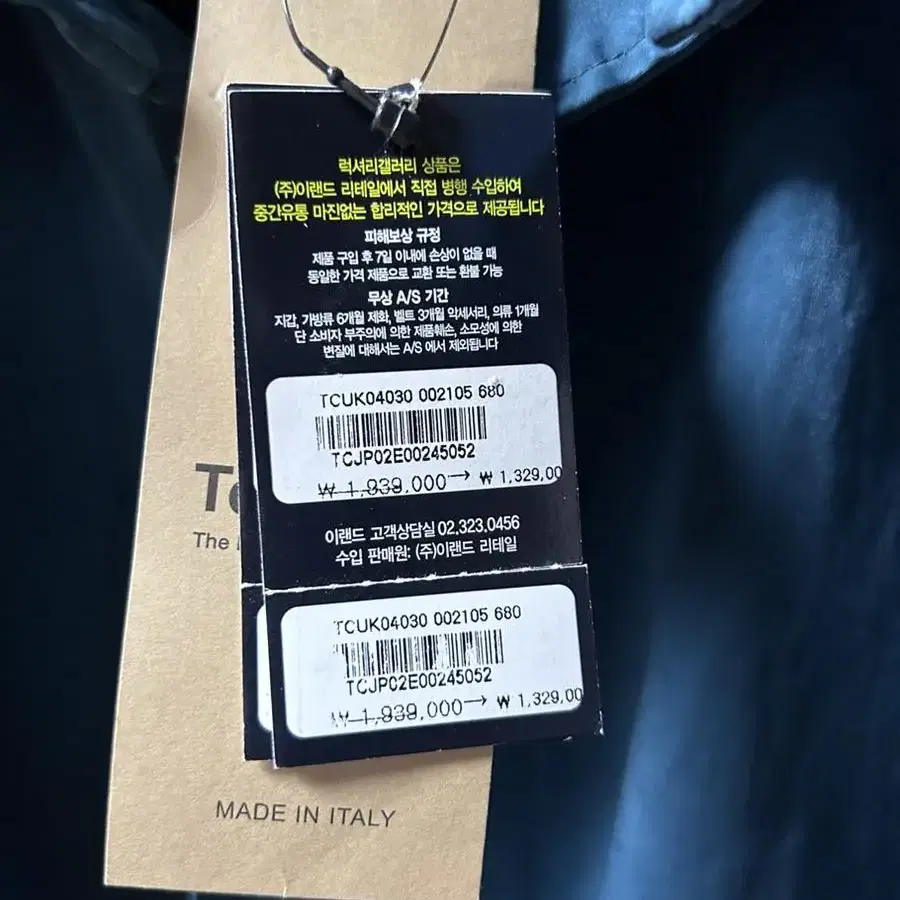 럭셔리갤러리 상품은
(주)이랜드 리테일에서 직접 병행 수입하여
중간유통 마진없는 합리적인 가격으로 제공됩니다
피해보상 규정
제품 구입 후 7일 이내에 손상이 없을 때
동일한 가격 제품으로 교환 또는 환불 가능
무상 A/S 기간
지갑, 가방류 6개월 제화, 벨트 3개월 악세서리, 의류 1개월
단 소비자 부주의에 의한 제품훼손, 소모성에 의한
변질에 대해서는 A/S 에서 제외됩니다
TCUK04030 002105 680
TCJP02E00245052
₩ 1,939,000→ ₩ 1,329,00
이랜드 고객상담실 02.323.0456
수입 판매원: (주)이랜드 리테일
TCUK04030 002105 680
TCJP02E00245052
₩ 1,939,000→ ₩ 1,329,00
The
MADE IN ITALY